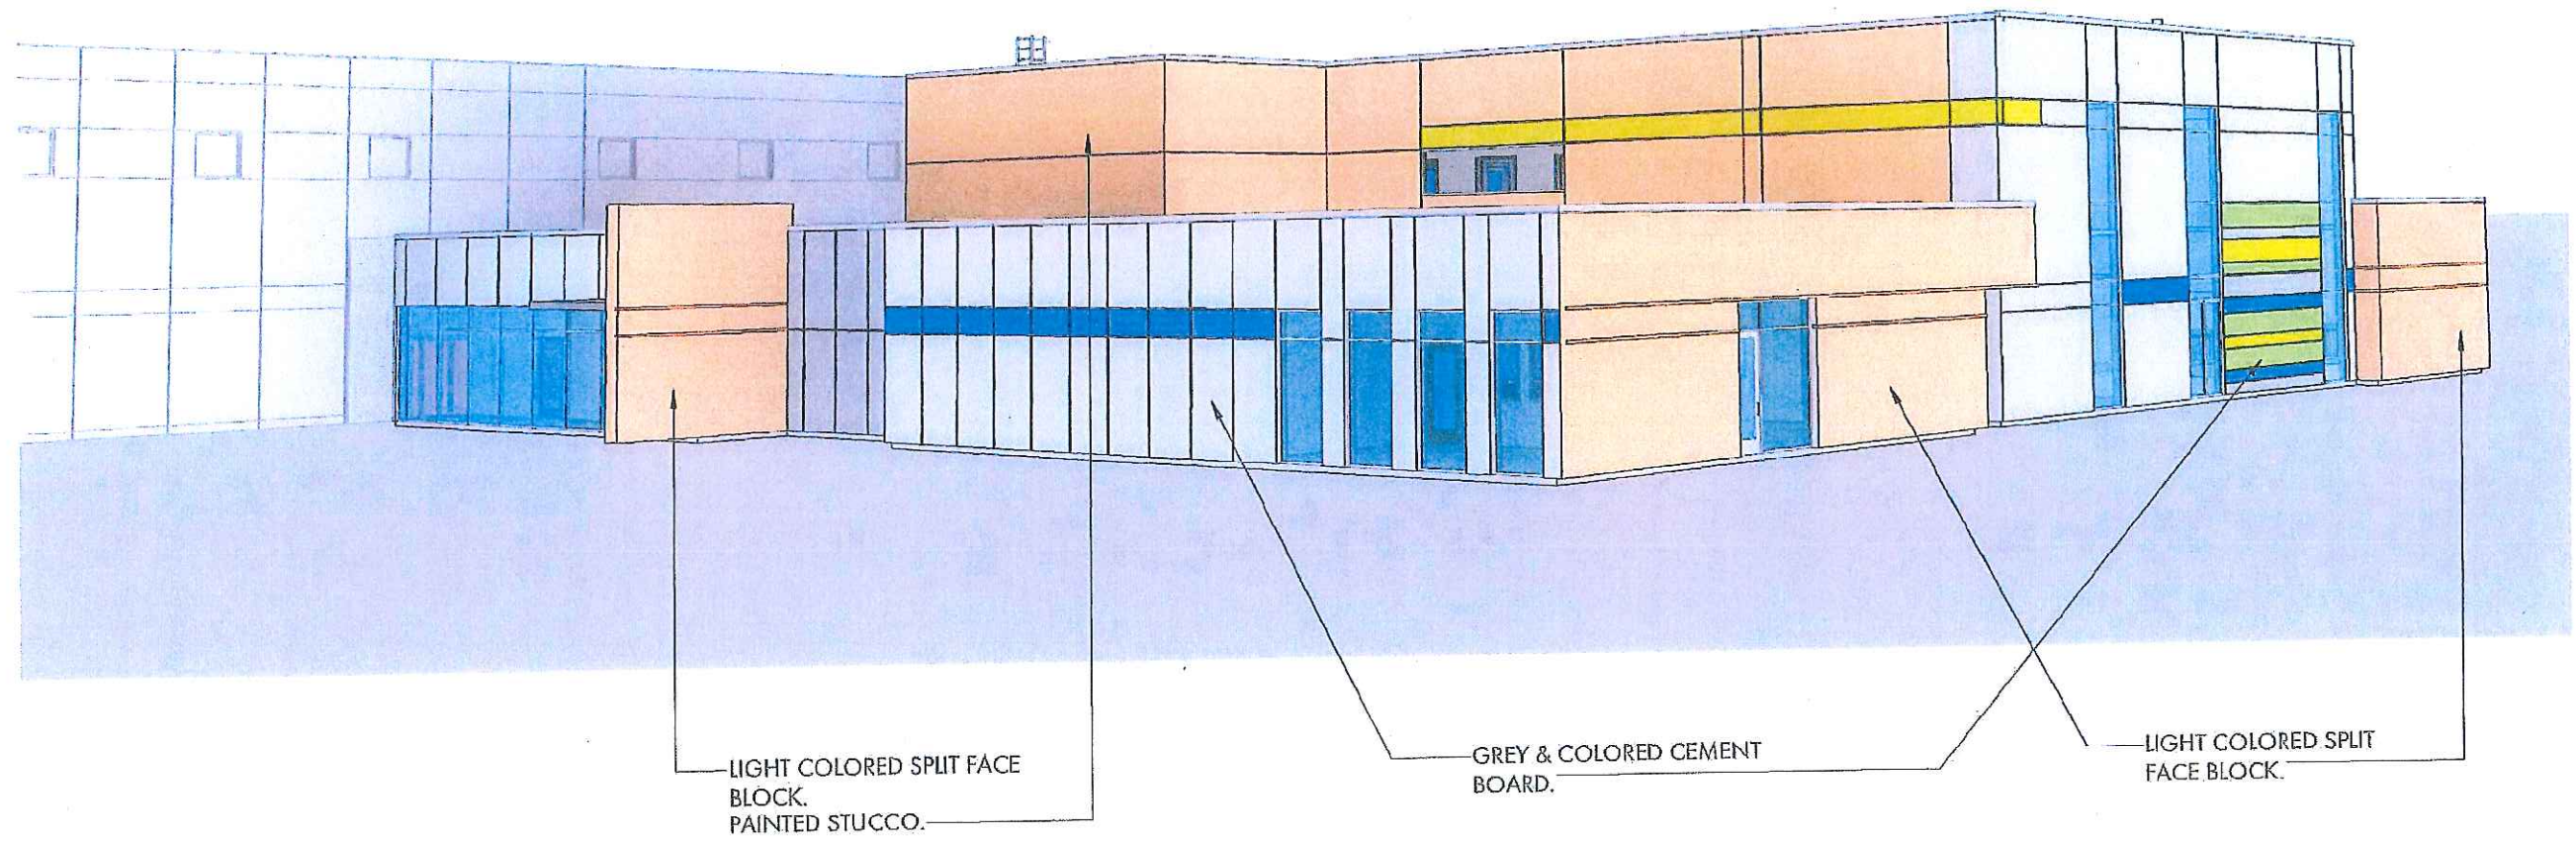 LIGHT COLORED SPLIT FACE
BLOCK.
PAINTED STUCCO.
GREY & COLORED CEMENT
BOARD.
LIGHT COLORED SPLIT
FACE BLOCK.